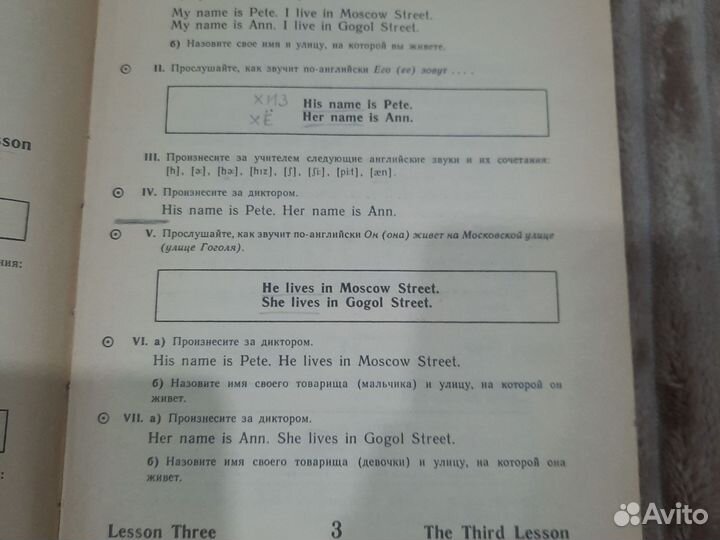 My name is Pete. I live in Moscow Street.
My name is Ann. I live in Gogol Street.
б) Назовите свое имя и улицу, на которой вы живете.
II. Прослушайте, как звучит по-английски Его (ее) зовут . . . .
ХИЗ His name is Pete.
ХЁ Her name is Ann.
III. Произнесите за учителем следующие английские звуки и их сочетания:
[h], [ə:], [hə:], [hɪz], [ʃ], [ʃi:], [pi:t], [æn].
IV. Произнесите за диктором.
His name is Pete. Her name is Ann.
V. Прослушайте, как звучит по-английски Он (она) живет на Московской улице
(улице Гоголя).
He lives in Moscow Street.
She lives in Gogol Street.
VI. а) Произнесите за диктором.
His name is Pete. He lives in Moscow Street.
б) Назовите имя своего товарища (мальчика) и улицу, на которой он
живет.
VII. а) Произнесите за диктором.
Her name is Ann. She lives in Gogol Street.
б) Назовите имя своего товарища (девочки) и улицу, на которой она
живет.
Lesson Three 3 The Third Lesson
sson
ния:
Avito